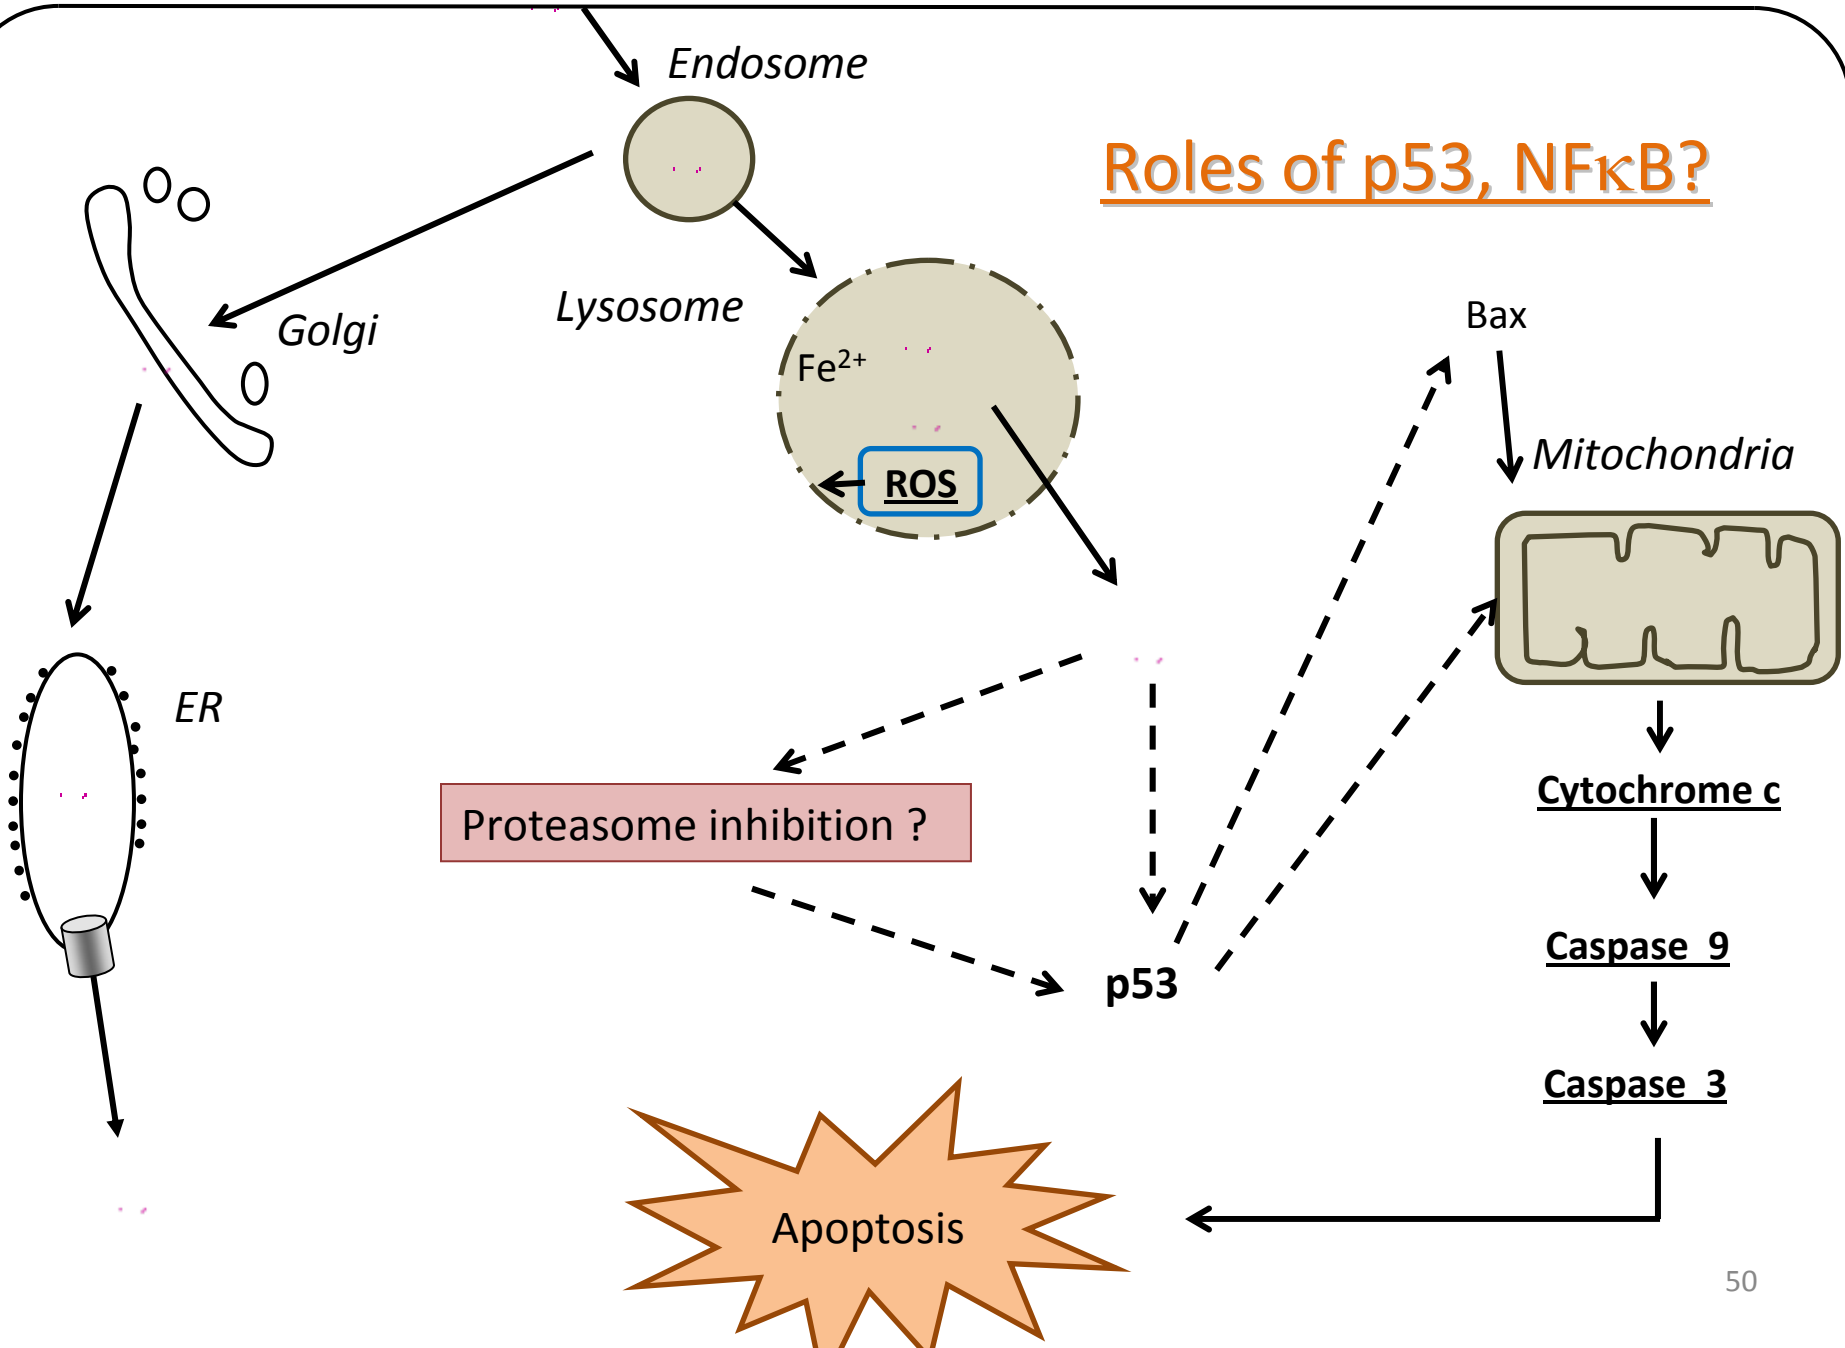 Endosome
Roles of p53, NFκB?
Lysosome
Golgi
Bax
Fe²⁺
Mitochondria
ROS
ER
Cytochrome c
Proteasome inhibition ?
Caspase 9
p53
Caspase 3
Apoptosis
50